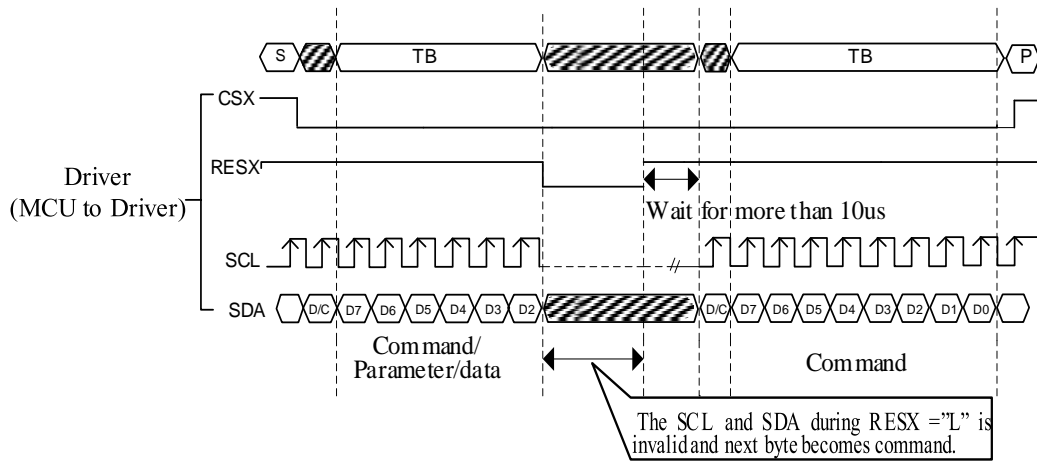 S
TB
TB
P
CSX
RESX
Driver
(MCU to Driver)
Wait for more than 10us
SCL
//
SDA
D/C D7 D6 D5 D4 D3 D2
D/C D7 D6 D5 D4 D3 D2 D1 D0
Command/
Parameter/data
Command
The SCL and SDA during RESX =”L” is
invalid and next byte becomes command.